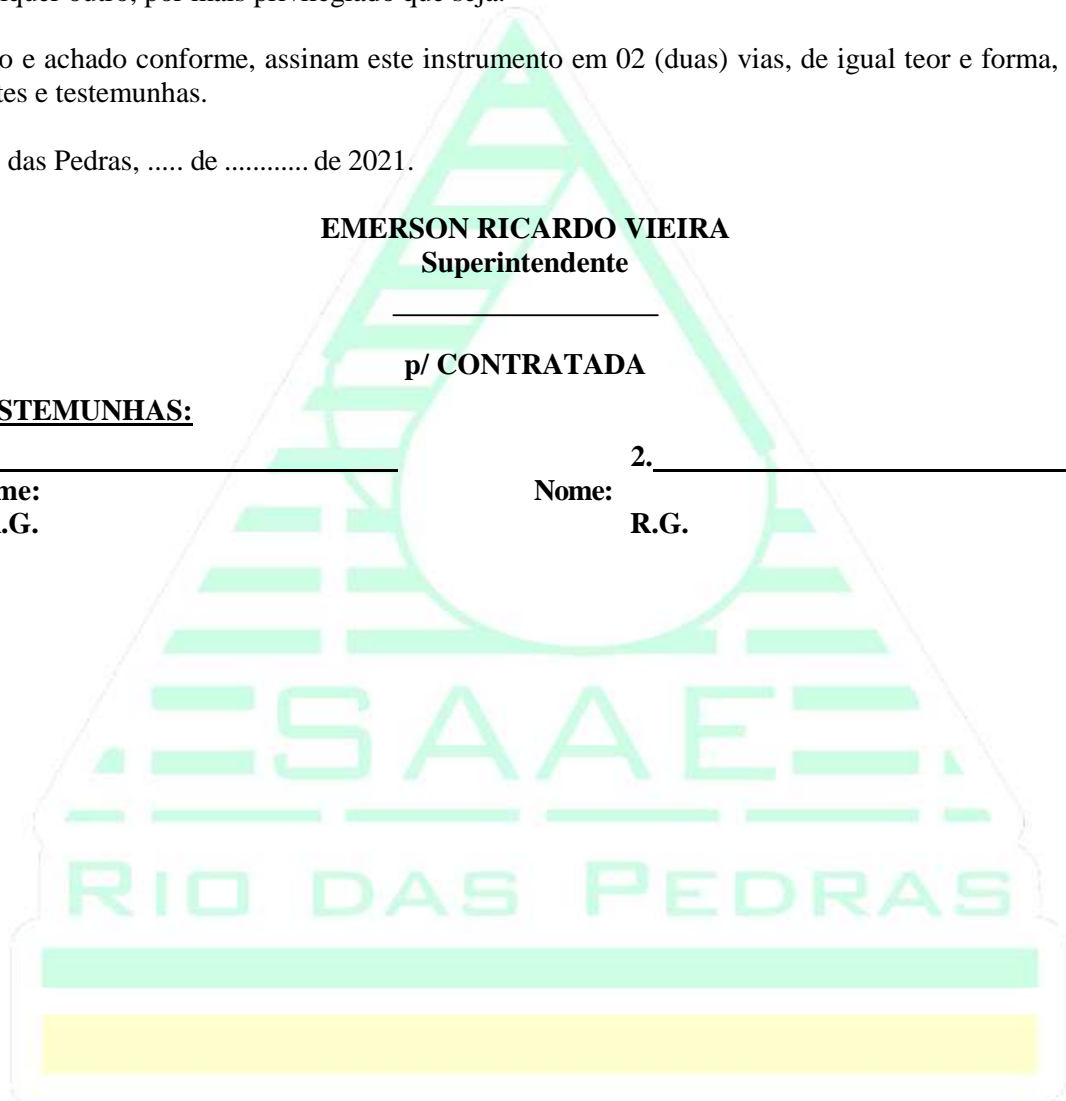 lquer outro, por mais privilegiado que seja.
o e achado conforme, assinam este instrumento em 02 (duas) vias, de igual teor e forma,
tes e testemunhas.
das Pedras, ..... de ............ de 2021.
EMERSON RICARDO VIEIRA
Superintendente
p/ CONTRATADA
STEMUNHAS:
2.
me: Nome:
.G. R.G.
SAAE
RIO DAS PEDRAS